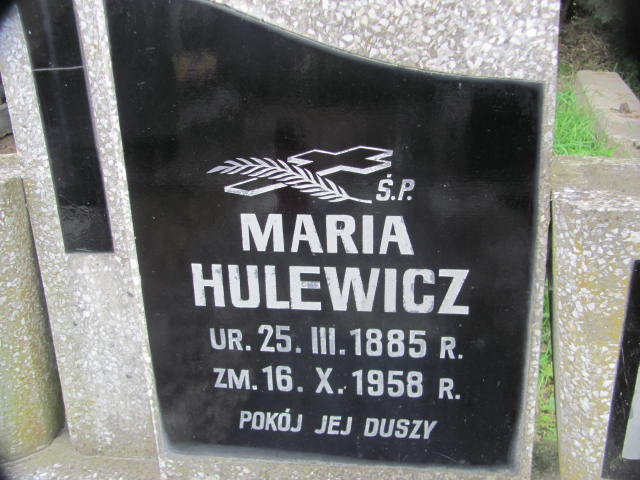 Ś.P.
MARIA
HULEWICZ
UR. 25. III. 1885 R.
ZM. 16. X. 1958 R.
POKÓJ JEJ DUSZY